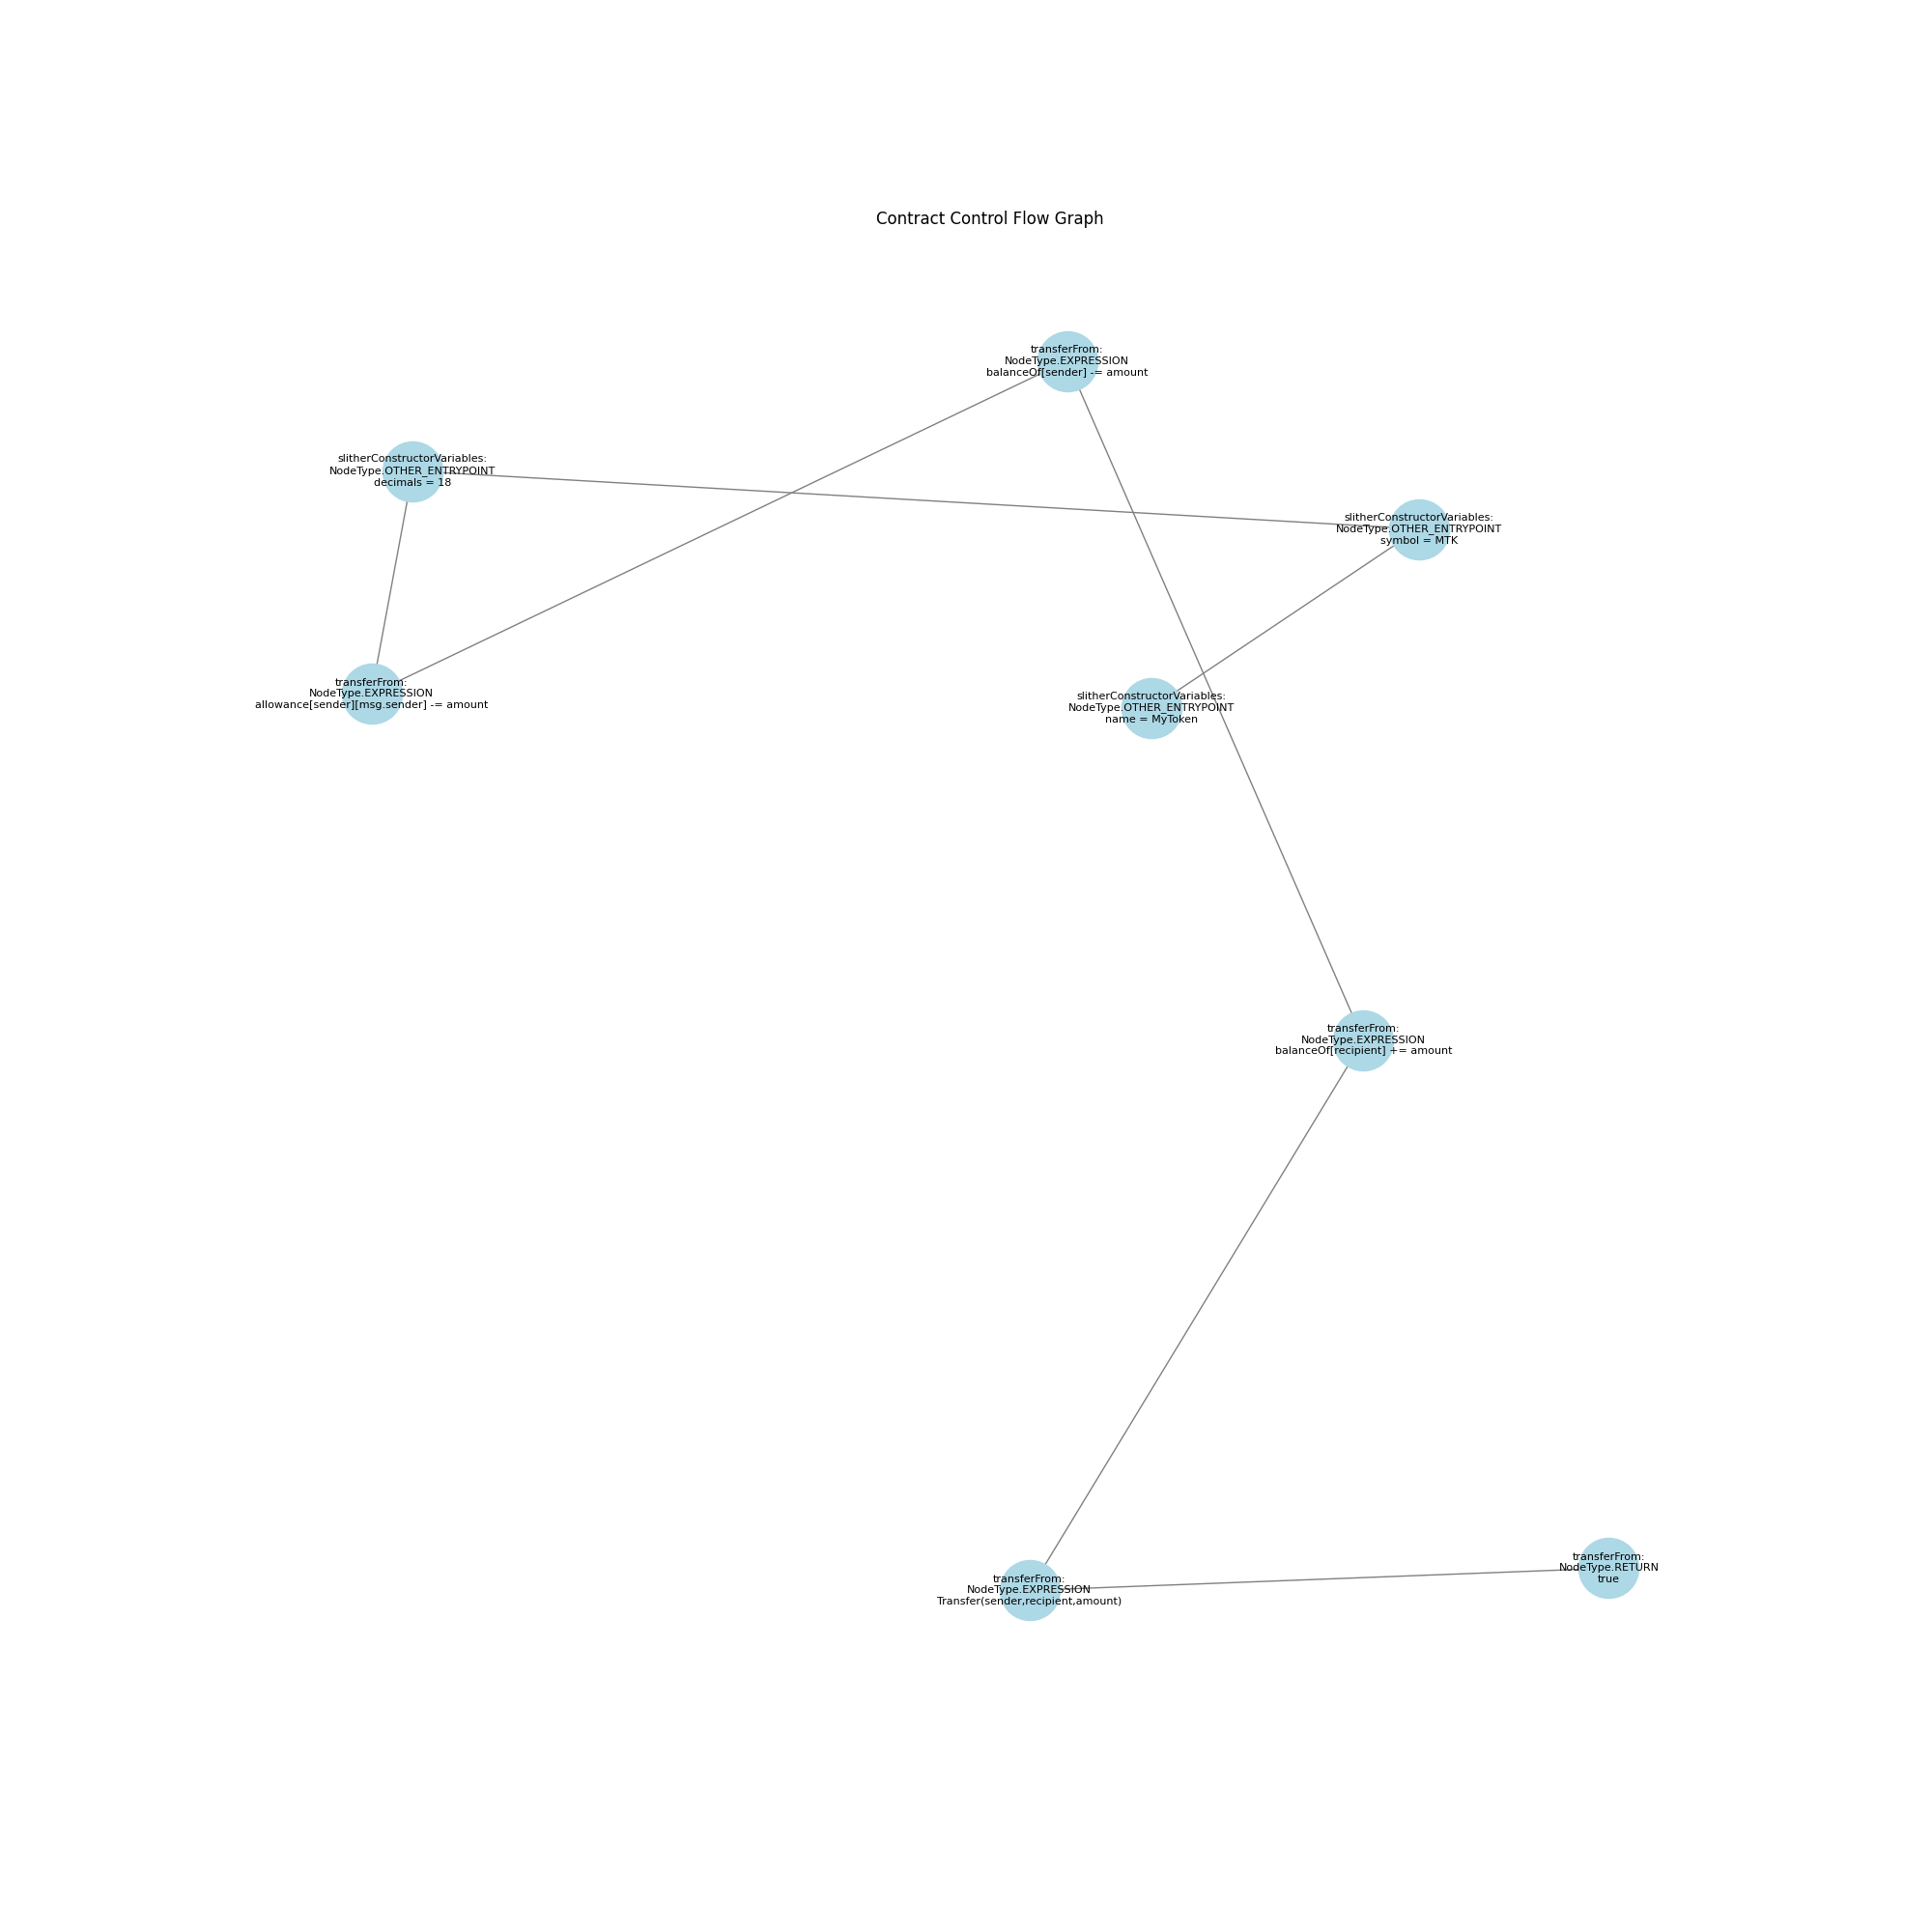 Contract Control Flow Graph
transferFrom:
NodeType.EXPRESSION
balanceOf[sender] -= amount
slitherConstructorVariables:
NodeType.OTHER_ENTRYPOINT
decimals = 18
slitherConstructorVariables:
NodeType.OTHER_ENTRYPOINT
symbol = MTK
transferFrom:
NodeType.EXPRESSION
allowance[sender][msg.sender] -= amount
slitherConstructorVariables:
NodeType.OTHER_ENTRYPOINT
name = MyToken
transferFrom:
NodeType.EXPRESSION
balanceOf[recipient] += amount
transferFrom:
NodeType.EXPRESSION
Transfer(sender,recipient,amount)
transferFrom:
NodeType.RETURN
true